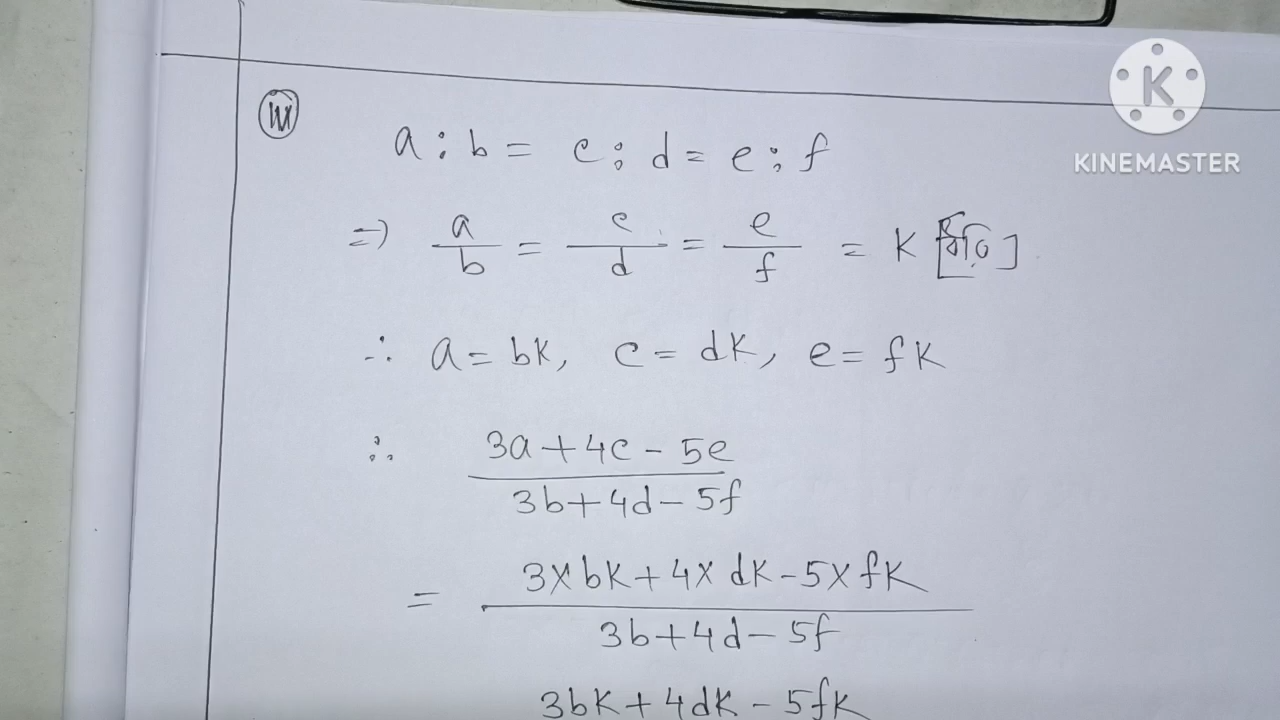 (iii)
a : b = c : d = e : f
K
KINEMASTER
=> a/b = c/d = e/f = K [ধরি]
∴ a = bK, c = dK, e = fK
∴ 3a + 4c - 5e
3b + 4d - 5f
= 3 × bK + 4 × dK - 5 × fK
3b + 4d - 5f
3bK + 4dK - 5fK